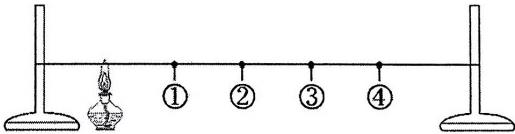 ① ② ③ ④